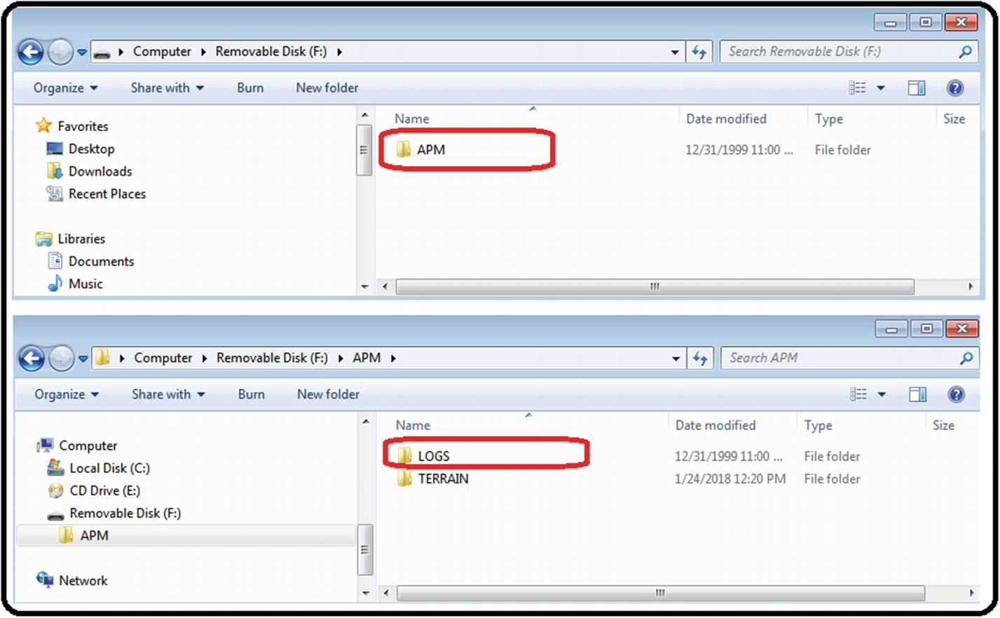 Computer Removable Disk (F:) Search Removable Disk (F:)
Organize Share with Burn New folder
Favorites
Desktop
Downloads
Recent Places
Libraries
Documents
Music
Name Date modified Type Size
APM 12/31/1999 11:00 ... File folder
Computer Removable Disk (F:) APM Search APM
Organize Share with Burn New folder
Computer
Local Disk (C:)
CD Drive (E:)
Removable Disk (F:)
APM
Network
Name Date modified Type Size
LOGS 12/31/1999 11:00 ... File folder
TERRAIN 1/24/2018 12:20 PM File folder